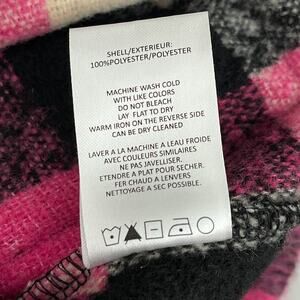 SHELL/EXTERIEUR:
100%POLYESTER/POLYESTER
MACHINE WASH COLD
WITH LIKE COLORS
DO NOT BLEACH
LAY FLAT TO DRY
WARM IRON ON THE REVERSE SIDE
CAN BE DRY CLEANED
LAVER A LA MACHINE A LEAU FROIDE
AVEC COULEURS SIMILAIRES
NE PAS JAVELLISER.
ETENDRE A PLAT POUR SECHER.
FER CHAUD A L'ENVERS
NETTOYAGE A SEC POSSIBLE.